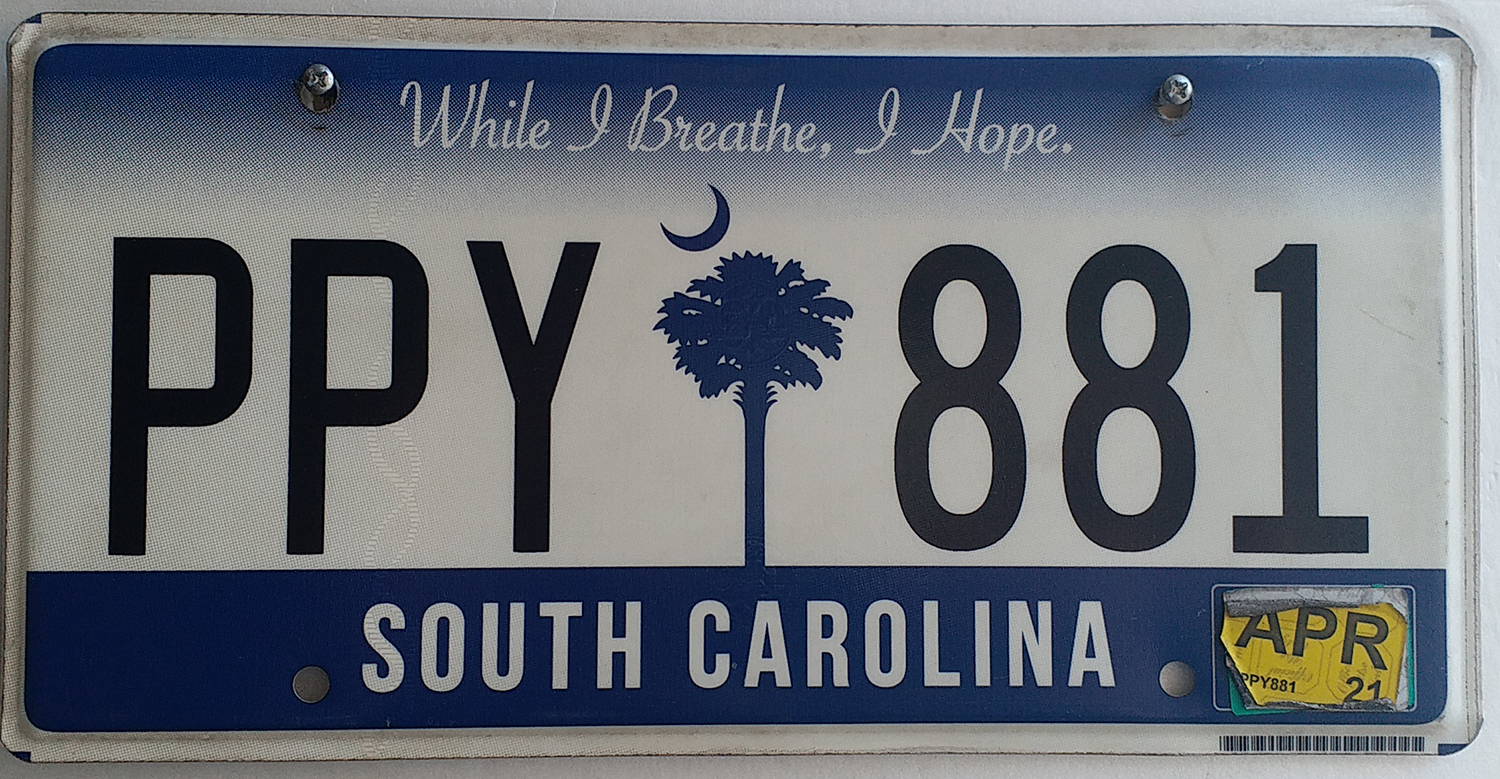 While I Breathe, I Hope.
PPY 881
SOUTH CAROLINA
APR
PPY881 21